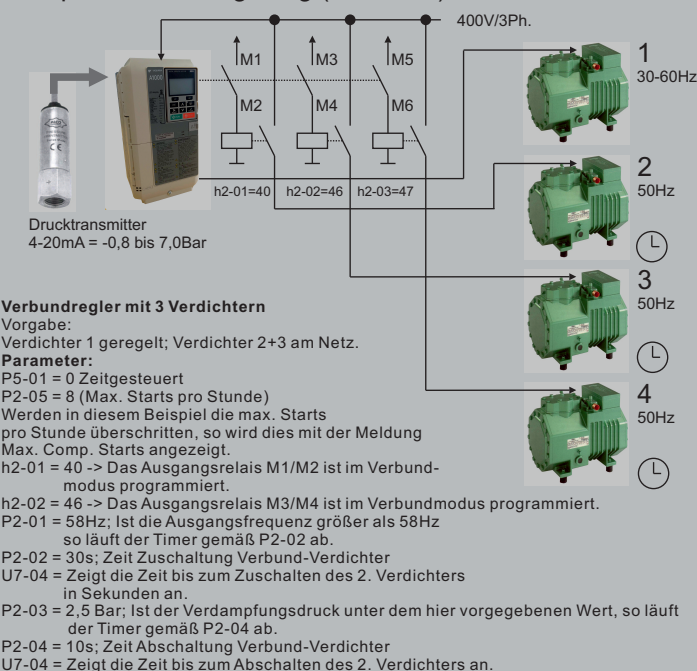 400V/3Ph.
M1
M3
M5
M2
M4
M6
h2-01=40
h2-02=46
h2-03=47
1
30-60Hz
2
50Hz
3
50Hz
4
50Hz
Drucktransmitter
4-20mA = -0,8 bis 7,0Bar
Verbundregler mit 3 Verdichtern
Vorgabe:
Verdichter 1 geregelt; Verdichter 2+3 am Netz.
Parameter:
P5-01 = 0 Zeitgesteuert
P2-05 = 8 (Max. Starts pro Stunde)
Werden in diesem Beispiel die max. Starts
pro Stunde überschritten, so wird dies mit der Meldung
Max. Comp. Starts angezeigt.
h2-01 = 40 -> Das Ausgangsrelais M1/M2 ist im Verbund-
modus programmiert.
h2-02 = 46 -> Das Ausgangsrelais M3/M4 ist im Verbundmodus programmiert.
P2-01 = 58Hz; Ist die Ausgangsfrequenz größer als 58Hz
so läuft der Timer gemäß P2-02 ab.
P2-02 = 30s; Zeit Zuschaltung Verbund-Verdichter
U7-04 = Zeigt die Zeit bis zum Zuschalten des 2. Verdichters
in Sekunden an.
P2-03 = 2,5 Bar; Ist der Verdampfungsdruck unter dem hier vorgegebenen Wert, so läuft
der Timer gemäß P2-04 ab.
P2-04 = 10s; Zeit Abschaltung Verbund-Verdichter
U7-04 = Zeigt die Zeit bis zum Abschalten des 2. Verdichters an.